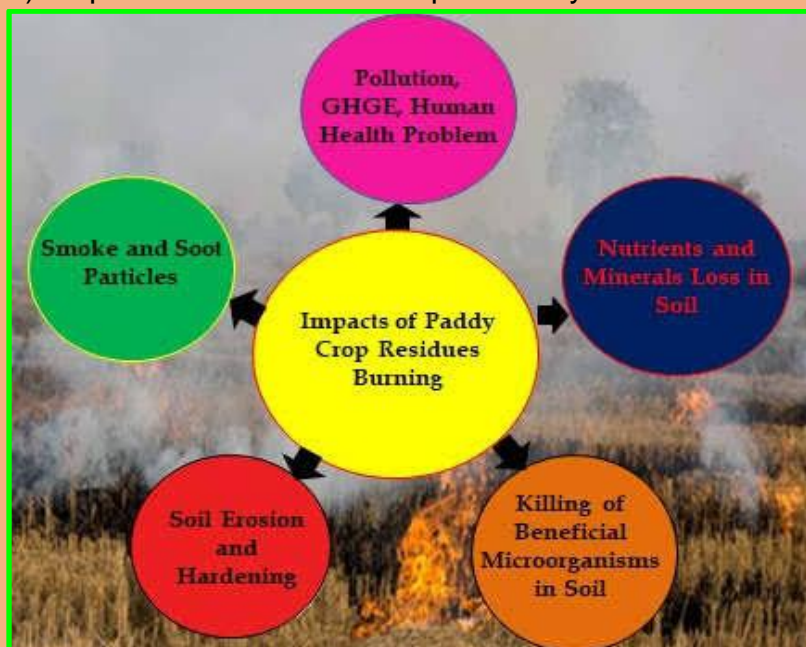 Pollution,
GHGE, Human
Health Problem
Smoke and Soot
Particles
Nutrients and
Minerals Loss in
Soil
Impacts of Paddy
Crop Residues
Burning
Soil Erosion
and
Hardening
Killing of
Beneficial
Microorganisms
in Soil